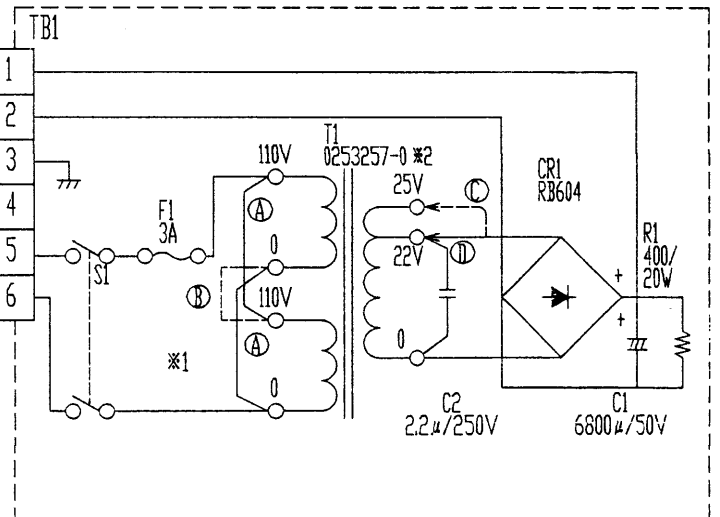 TB1
1
2
3
4
5
6
S1
F1
3A
110V
Ⓐ
0
Ⓑ
110V
Ⓐ
0
※1
T1
0253257-0 ※2
25V
Ⓒ
22V
Ⓓ
0
C2
2.2μ/250V
CR1
RB604
R1
400/
20W
+
+
C1
6800μ/50V